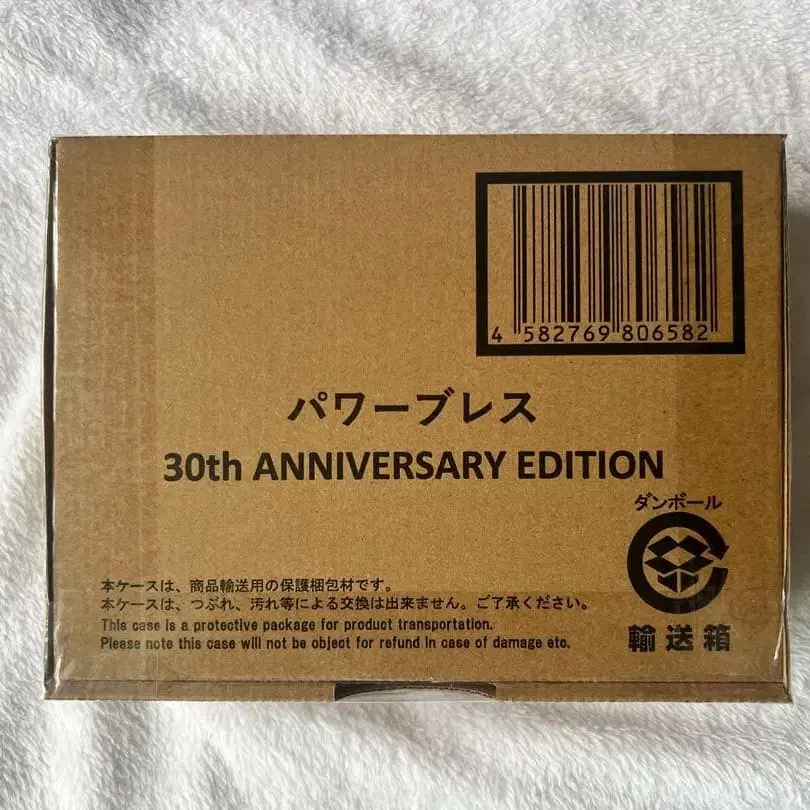 4 582769 806582
パワーブレス
30th ANNIVERSARY EDITION
ダンボール
輸送箱
本ケースは、商品輸送用の保護梱包材です。
本ケースは、つぶれ、汚れ等による交換は出来ません。ご了承ください。
This case is a protective package for product transportation.
Please note this case will not be object for refund in case of damage etc.